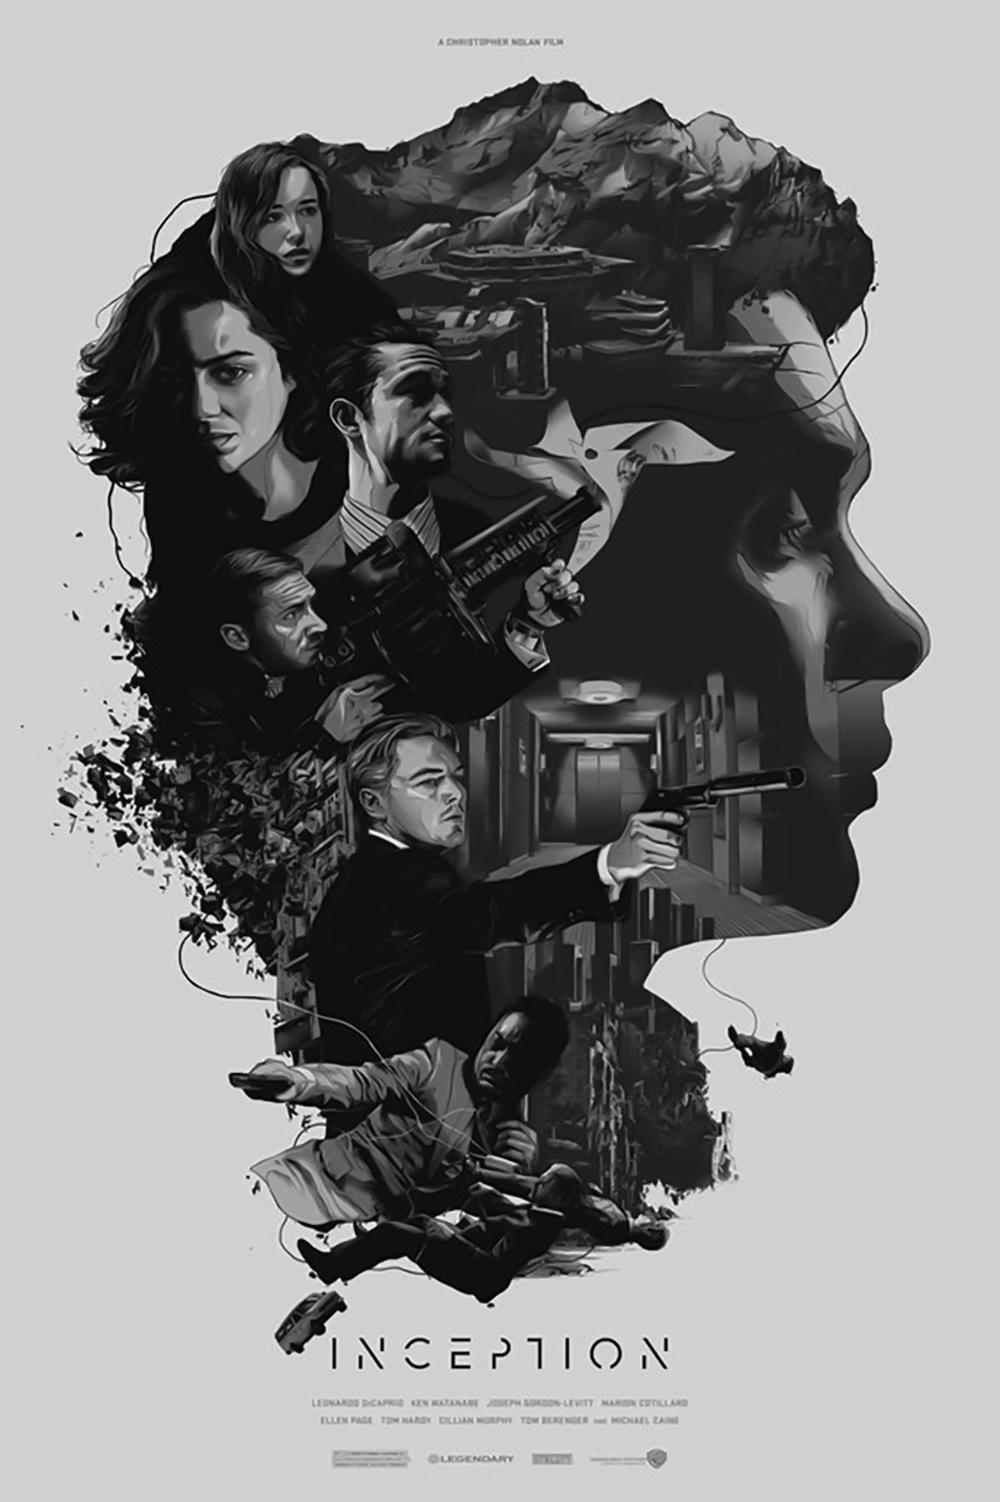 A CHRISTOPHER NOLAN FILM
INCEPTION
LEONARDO DICAPRIO KEN WATANABE JOSEPH GORDON-LEVITT MARION COTILLARD
ELLEN PAGE TOM HARDY CILLIAN MURPHY TOM BERENGER AND MICHAEL CAINE
LEGENDARY